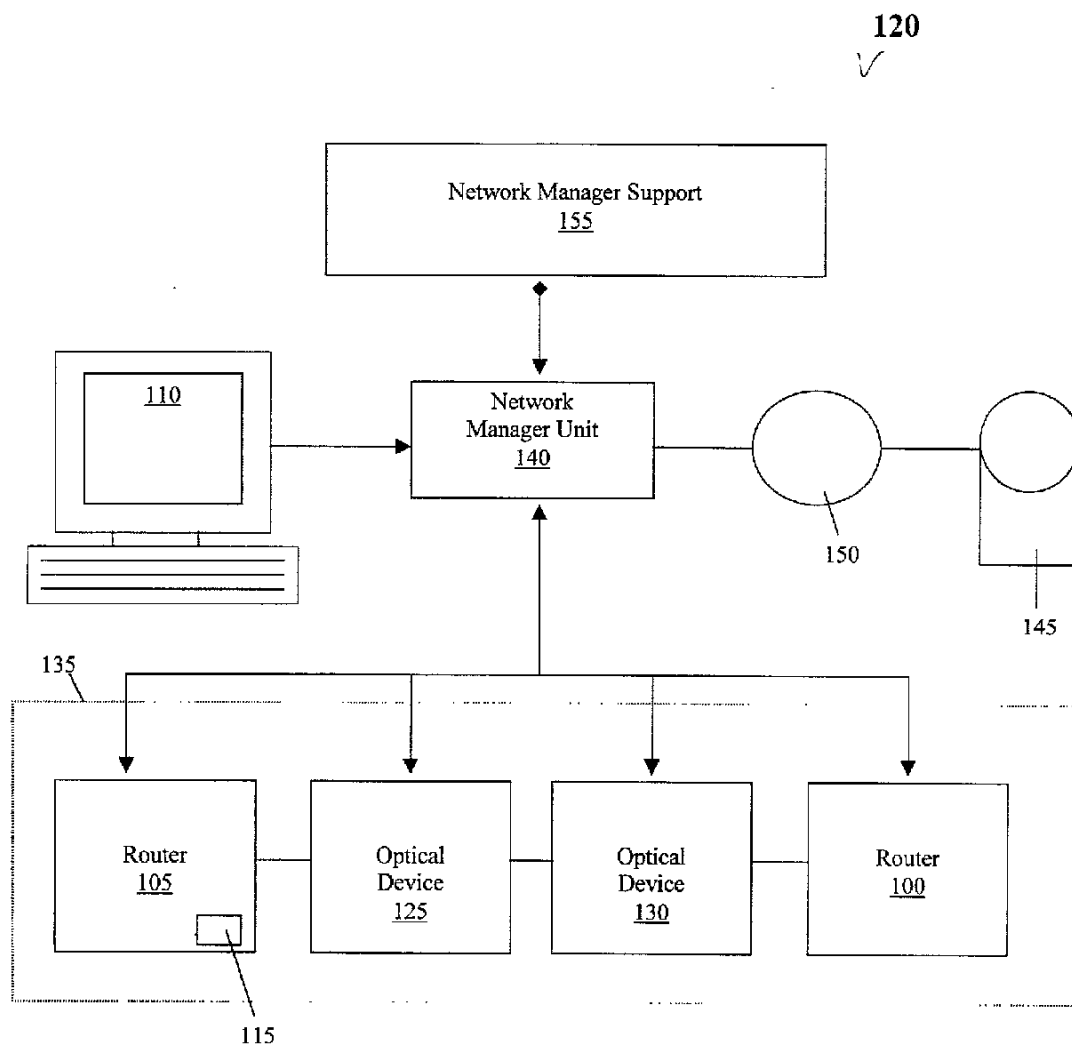 120
Network Manager Support
155
110
Network
Manager Unit
140
150
145
135
Router
105
Optical
Device
125
Optical
Device
130
Router
100
115